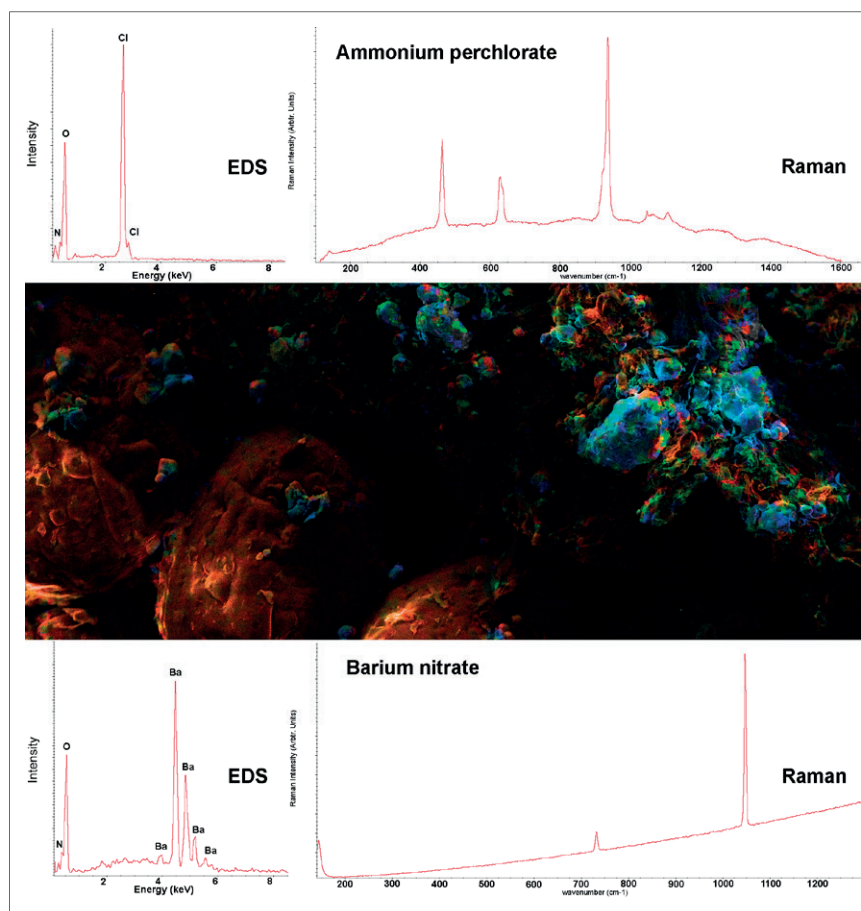 Cl
Ammonium perchlorate
O
Intensity
EDS
Raman Intensity (Arbtr. Units)
Raman
N
Cl
2 4 6 8
Energy (keV)
200 400 600 800 1000 1200 1400 1600
wavenumber (cm-1)
Barium nitrate
Ba
O
Ba
Intensity
EDS
Raman Intensity (Arbtr. Units)
Raman
N
Ba
Ba
Ba
2 4 6 8
Energy (keV)
200 300 400 500 600 700 800 900 1000 1100 1200
wavenumber (cm-1)